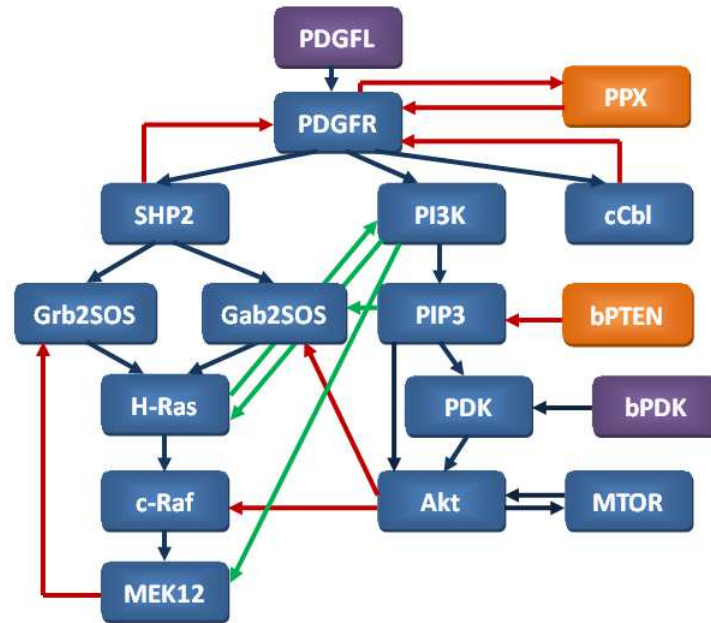 PDGFL
PPX
PDGFR
SHP2
PI3K
cCbl
Grb2SOS
Gab2SOS
PIP3
bPTEN
H-Ras
PDK
bPDK
c-Raf
Akt
MTOR
MEK12